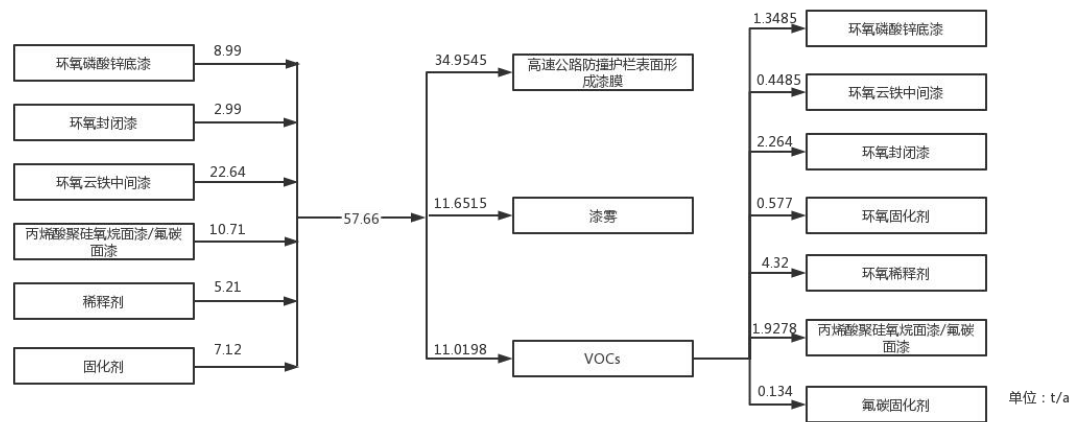 环氧磷酸锌底漆
8.99
环氧封闭漆
2.99
环氧云铁中间漆
22.64
丙烯酸聚硅氧烷面漆/氟碳
面漆
10.71
稀释剂
5.21
固化剂
7.12
57.66
34.9545
高速公路防撞护栏表面形
成漆膜
11.6515
漆雾
11.0198
VOCs
1.3485
环氧磷酸锌底漆
0.4485
环氧云铁中间漆
2.264
环氧封闭漆
0.577
环氧固化剂
4.32
环氧稀释剂
1.9278
丙烯酸聚硅氧烷面漆/氟碳
面漆
0.134
氟碳固化剂
单位：t/a